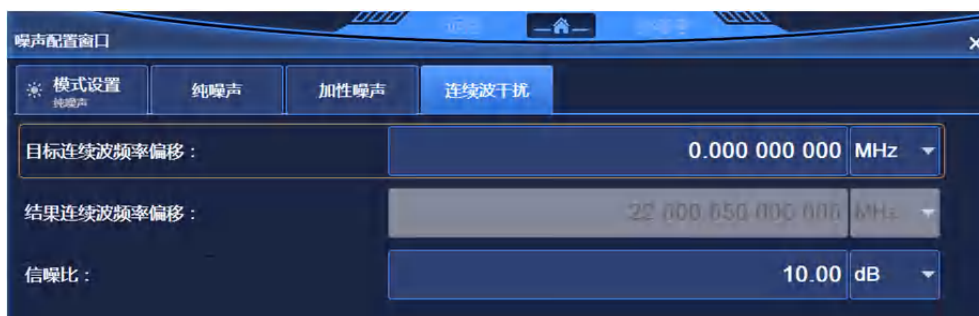 噪声配置窗口
模式设置 纯噪声 加性噪声 连续波干扰
纯噪声
目标连续波频率偏移： 0.000 000 000 MHz
结果连续波频率偏移： MHz
信噪比： 10.00 dB